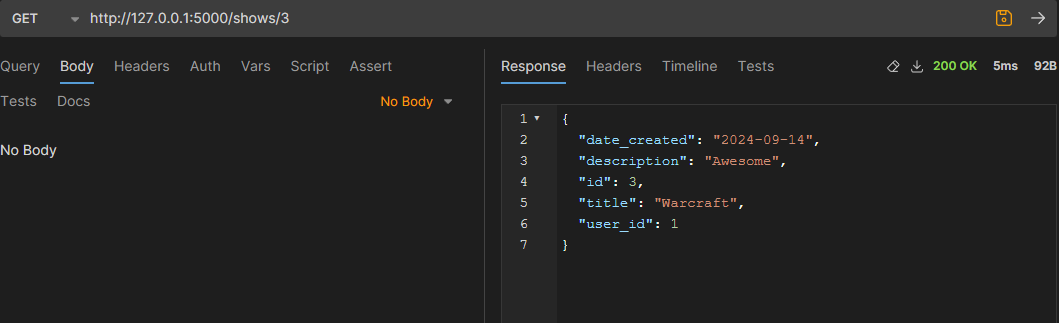 GET http://127.0.0.1:5000/shows/3
Query Body Headers Auth Vars Script Assert
Tests Docs No Body
No Body
Response Headers Timeline Tests 200 OK 5ms 92B
1 {
2 "date_created": "2024-09-14",
3 "description": "Awesome",
4 "id": 3,
5 "title": "Warcraft",
6 "user_id": 1
7 }